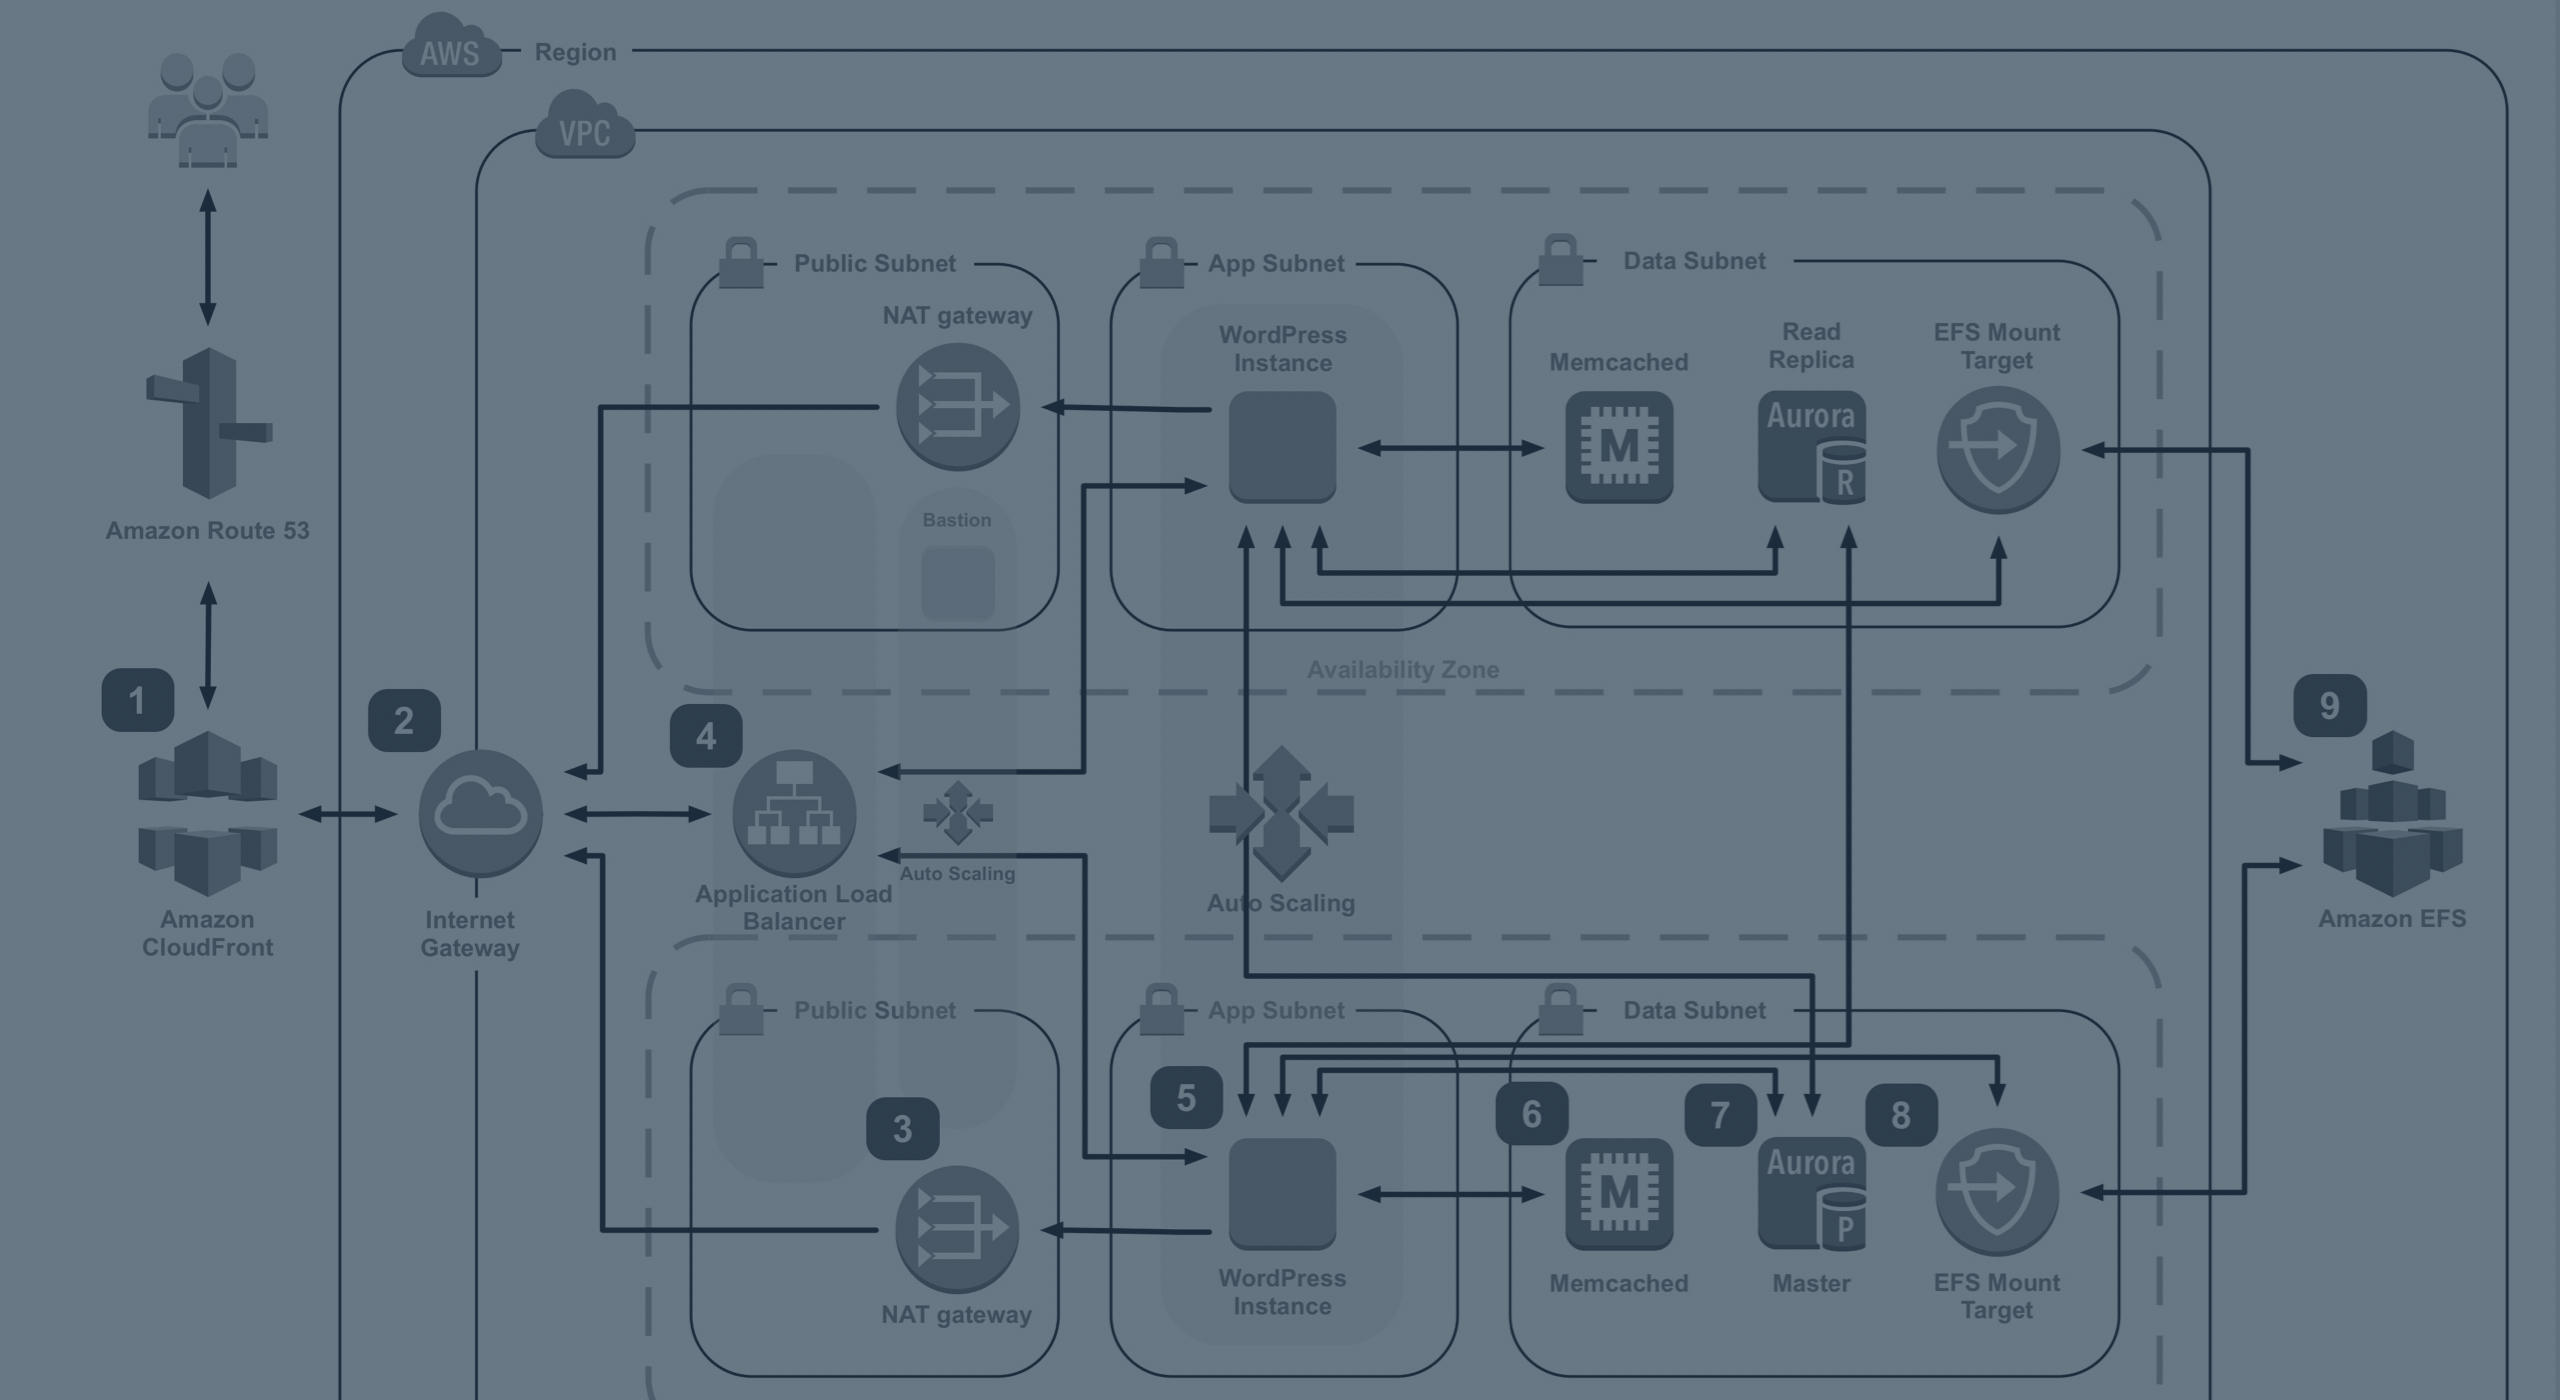 AWS
Region
VPC
Public Subnet
App Subnet
Data Subnet
NAT gateway
WordPress
Instance
Memcached
Read
Replica
EFS Mount
Target
Aurora
M
R
Amazon Route 53
Bastion
Availability Zone
1
2
4
9
Auto Scaling
Application Load
Balancer
Auto Scaling
Amazon
CloudFront
Internet
Gateway
Amazon EFS
Public Subnet
App Subnet
Data Subnet
3
5
6
7
8
Aurora
M
P
NAT gateway
WordPress
Instance
Memcached
Master
EFS Mount
Target